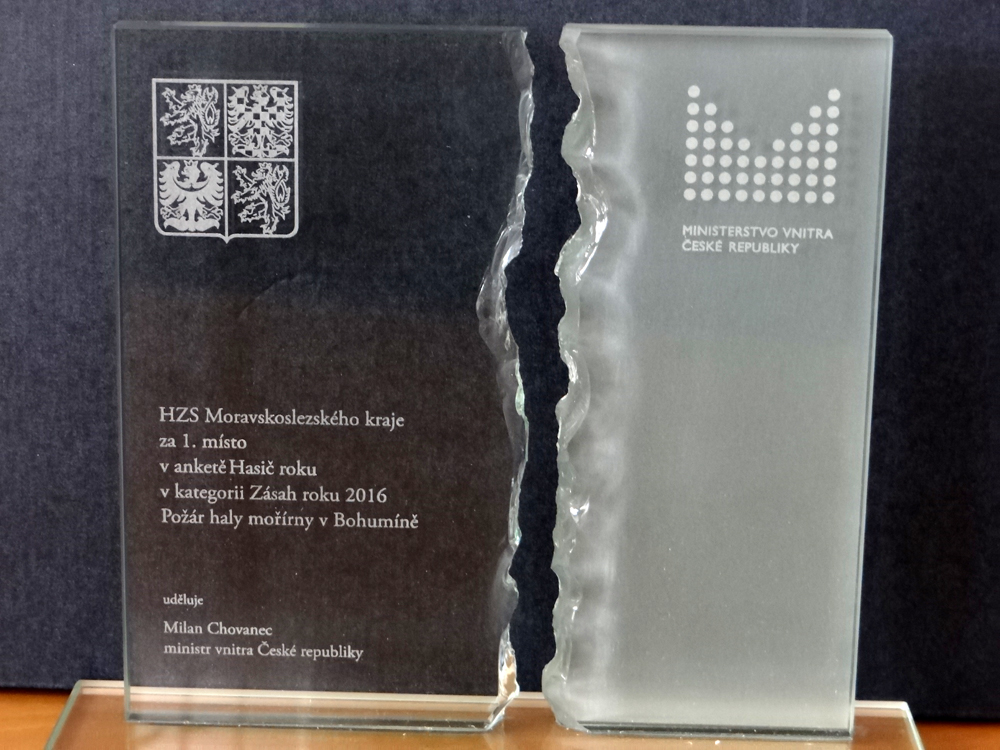 HZS Moravskoslezského kraje
za 1. místo
v anketě Hasič roku
v kategorii Zásah roku 2016
Požár haly mořírny v Bohumíně
uděluje
Milan Chovanec
ministr vnitra České republiky
MINISTERSTVO VNITRA
ČESKÉ REPUBLIKY